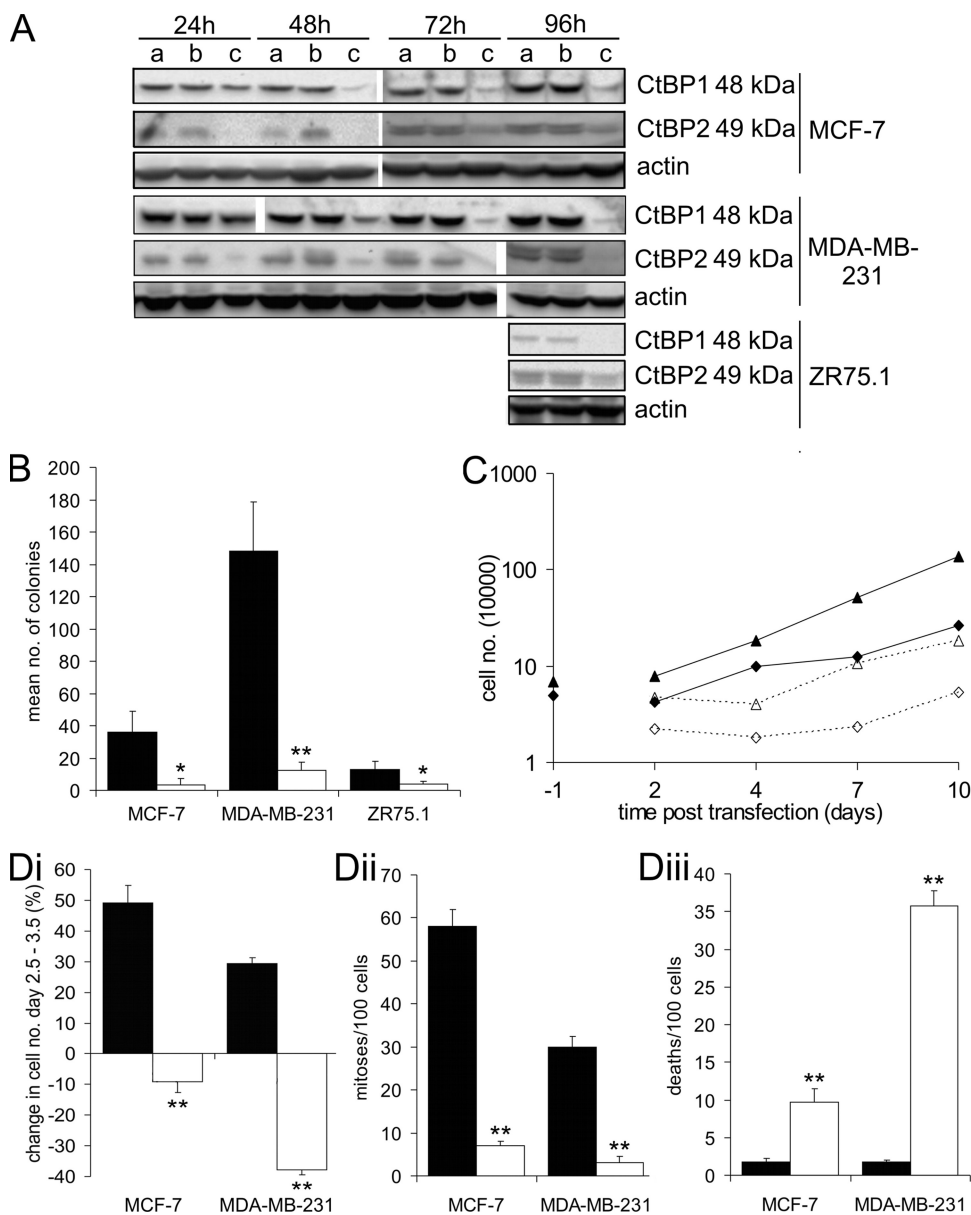 A
24h 48h 72h 96h
a b c a b c a b c a b c
CtBP1 48 kDa
CtBP2 49 kDa
actin
MCF-7
CtBP1 48 kDa
CtBP2 49 kDa
actin
MDA-MB-
231
CtBP1 48 kDa
CtBP2 49 kDa
actin
ZR75.1
B
mean no. of colonies
200
180
160
140
120
100
80
60
40
20
0
* ** *
MCF-7 MDA-MB-231 ZR75.1
C
cell no. (10000)
1000
100
10
1
-1 2 4 7 10
time post transfection (days)
Di
change in cell no. day 2.5 - 3.5 (%)
60
50
40
30
20
10
0
-10
-20
-30
-40
** **
MCF-7 MDA-MB-231
Dii
mitoses/100 cells
70
60
50
40
30
20
10
0
** **
MCF-7 MDA-MB-231
Diii
deaths/100 cells
40
35
30
25
20
15
10
5
0
** **
MCF-7 MDA-MB-231